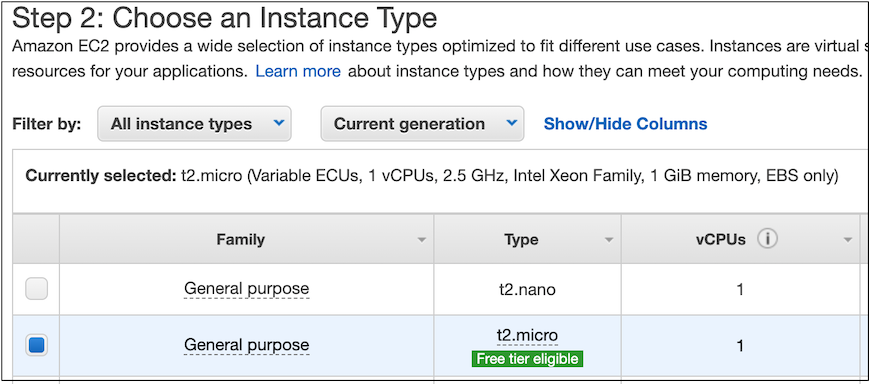 Step 2: Choose an Instance Type
Amazon EC2 provides a wide selection of instance types optimized to fit different use cases. Instances are virtual
resources for your applications. Learn more about instance types and how they can meet your computing needs.
Filter by: All instance types Current generation Show/Hide Columns
Currently selected: t2.micro (Variable ECUs, 1 vCPUs, 2.5 GHz, Intel Xeon Family, 1 GiB memory, EBS only)
Family Type vCPUs i
General purpose t2.nano 1
General purpose t2.micro 1
Free tier eligible